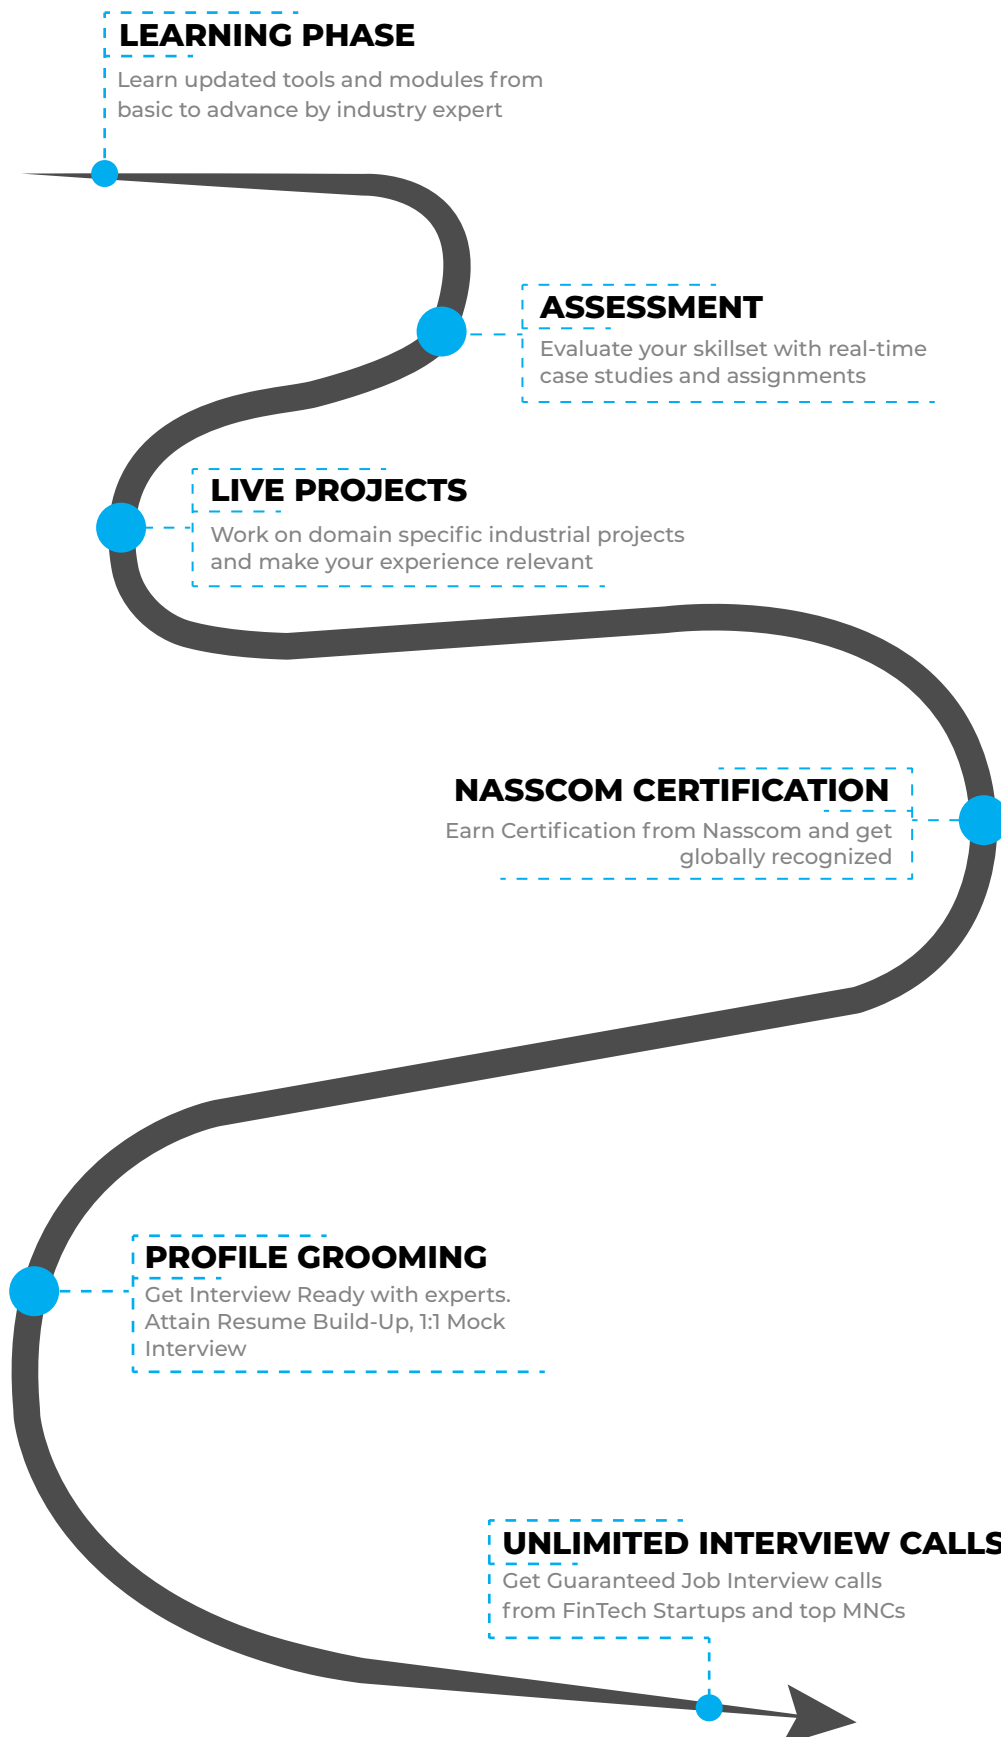 LEARNING PHASE
Learn updated tools and modules from
basic to advance by industry expert
ASSESSMENT
Evaluate your skillset with real-time
case studies and assignments
LIVE PROJECTS
Work on domain specific industrial projects
and make your experience relevant
NASSCOM CERTIFICATION
Earn Certification from Nasscom and get
globally recognized
PROFILE GROOMING
Get Interview Ready with experts.
Attain Resume Build-Up, 1:1 Mock
Interview
UNLIMITED INTERVIEW CALLS
Get Guaranteed Job Interview calls
from FinTech Startups and top MNCs